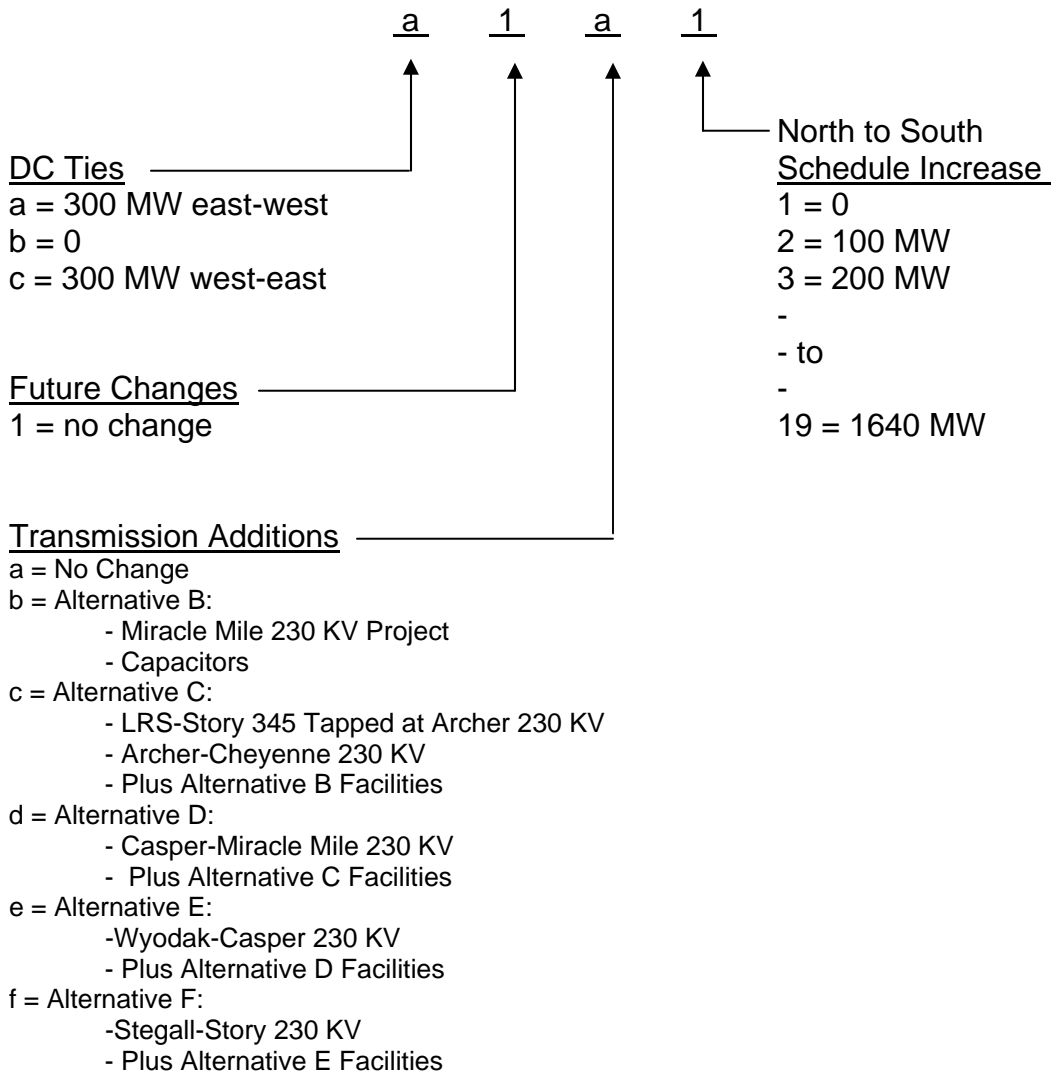 a 1 a 1
DC Ties
a = 300 MW east-west
b = 0
c = 300 MW west-east
North to South
Schedule Increase
1 = 0
2 = 100 MW
3 = 200 MW
-
- to
-
19 = 1640 MW
Future Changes
1 = no change
Transmission Additions
a = No Change
b = Alternative B:
- Miracle Mile 230 KV Project
- Capacitors
c = Alternative C:
- LRS-Story 345 Tapped at Archer 230 KV
- Archer-Cheyenne 230 KV
- Plus Alternative B Facilities
d = Alternative D:
- Casper-Miracle Mile 230 KV
- Plus Alternative C Facilities
e = Alternative E:
-Wyodak-Casper 230 KV
- Plus Alternative D Facilities
f = Alternative F:
-Stegall-Story 230 KV
- Plus Alternative E Facilities